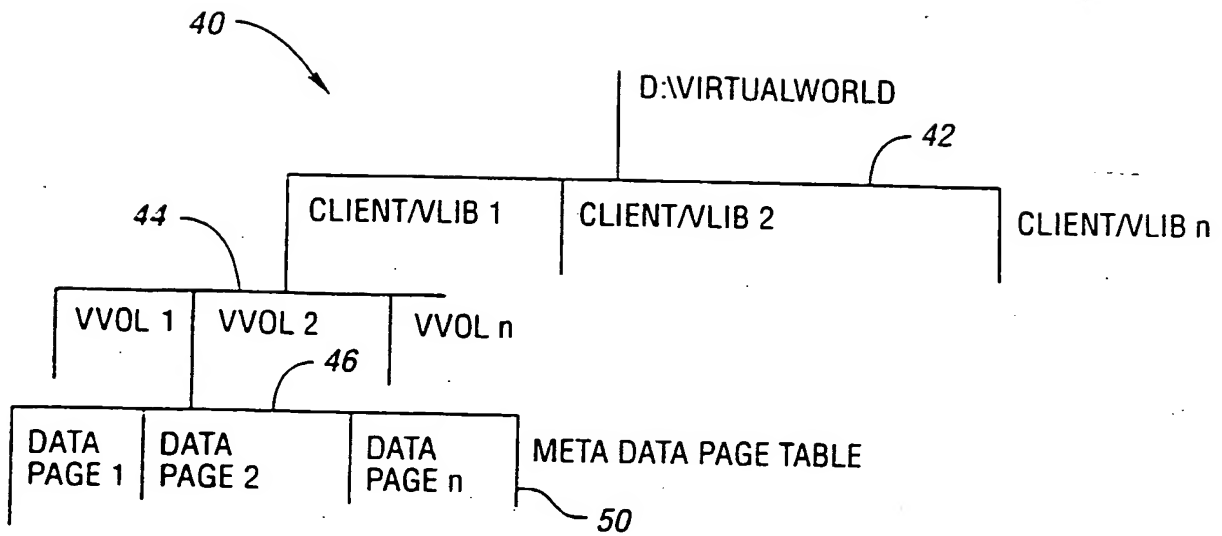 40
D:\VIRTUALWORLD
42
CLIENT/VLIB 1
CLIENT/VLIB 2
CLIENT/VLIB n
44
VVOL 1
VVOL 2
VVOL n
46
DATA
PAGE 1
DATA
PAGE 2
DATA
PAGE n
META DATA PAGE TABLE
50